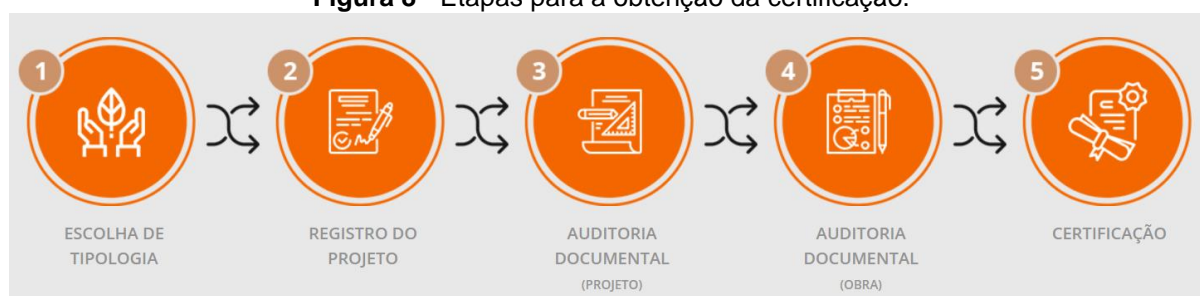 Etapas para a obtenção da certificação.
1
2
3
4
5
ESCOLHA DE
TIPOLOGIA
REGISTRO DO
PROJETO
AUDITORIA
DOCUMENTAL
(PROJETO)
AUDITORIA
DOCUMENTAL
(OBRA)
CERTIFICAÇÃO